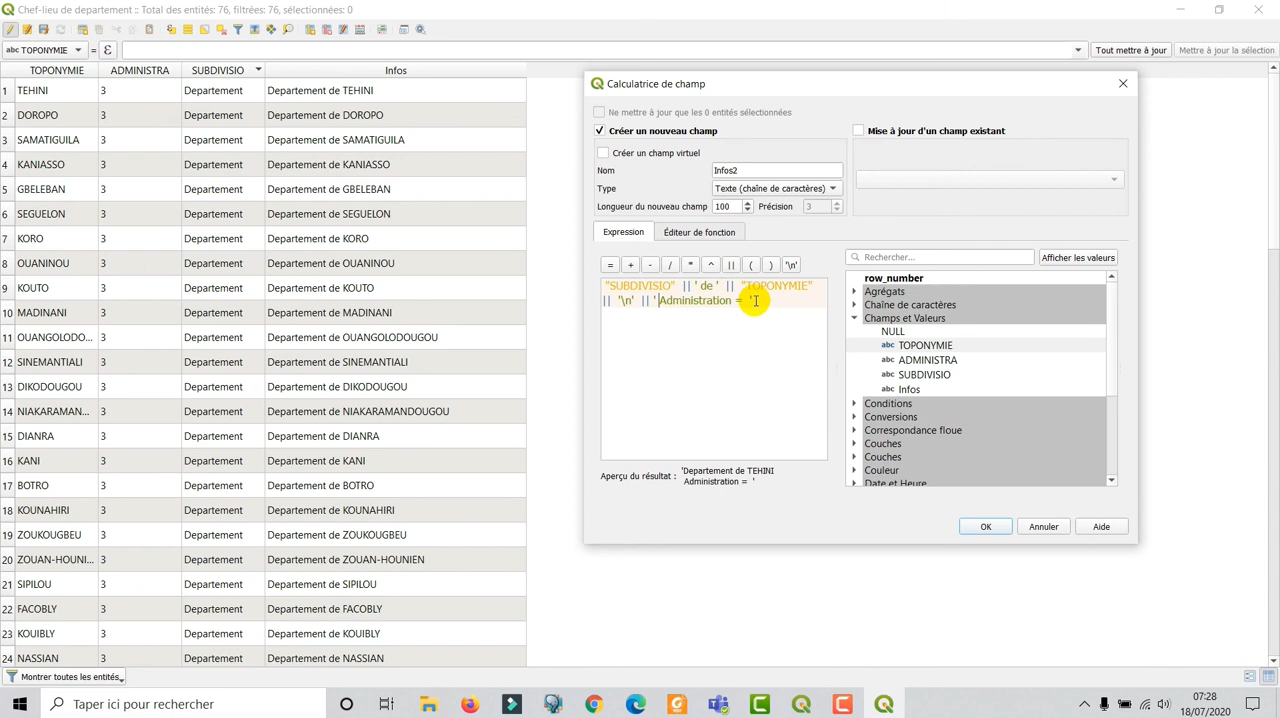 Chef-lieu de departement :: Total des entités: 76, filtrées: 76, sélectionnées: 0
abc TOPONYMIE = ε Tout mettre à jour Mettre à jour la sélection
TOPONYMIE ADMINISTRA SUBDIVISIO Infos
1 TEHINI 3 Departement Departement de TEHINI
2 DOROPO 3 Departement Departement de DOROPO
3 SAMATIGUILA 3 Departement Departement de SAMATIGUILA
4 KANIASSO 3 Departement Departement de KANIASSO
5 GBELEBAN 3 Departement Departement de GBELEBAN
6 SEGUELON 3 Departement Departement de SEGUELON
7 KORO 3 Departement Departement de KORO
8 OUANINOU 3 Departement Departement de OUANINOU
9 KOUTO 3 Departement Departement de KOUTO
10 MADINANI 3 Departement Departement de MADINANI
11 OUANGOLODO... 3 Departement Departement de OUANGOLODOUGOU
12 SINEMANTIALI 3 Departement Departement de SINEMANTIALI
13 DIKODOUGOU 3 Departement Departement de DIKODOUGOU
14 NIAKARAMAN... 3 Departement Departement de NIAKARAMANDOUGOU
15 DIANRA 3 Departement Departement de DIANRA
16 KANI 3 Departement Departement de KANI
17 BOTRO 3 Departement Departement de BOTRO
18 KOUNAHIRI 3 Departement Departement de KOUNAHIRI
19 ZOUKOUGBEU 3 Departement Departement de ZOUKOUGBEU
20 ZOUAN-HOUNI... 3 Departement Departement de ZOUAN-HOUNIEN
21 SIPILOU 3 Departement Departement de SIPILOU
22 FACOBLY 3 Departement Departement de FACOBLY
23 KOUIBLY 3 Departement Departement de KOUIBLY
24 NASSIAN 3 Departement Departement de NASSIAN
Montrer toutes les entités
Calculatrice de champ
Ne mettre à jour que les 0 entités sélectionnées
Créer un nouveau champ
Mise à jour d'un champ existant
Créer un champ virtuel
Nom Infos2
Type Texte (chaîne de caractères)
Longueur du nouveau champ 100 Précision 3
Expression Éditeur de fonction
= + - / * ^ || ( ) '\n'
"SUBDIVISIO" || ' de ' || "TOPONYMIE"
|| '\n' || ' Administration = '
Aperçu du résultat : 'Departement de TEHINI
Administration = '
Rechercher... Afficher les valeurs
row_number
Agrégats
Chaîne de caractères
Champs et Valeurs
NULL
abc TOPONYMIE
abc ADMINISTRA
abc SUBDIVISIO
abc Infos
Conditions
Conversions
Correspondance floue
Couches
Couches
Couleur
Date et Heure
OK Annuler Aide
Taper ici pour rechercher
07:28
18/07/2020